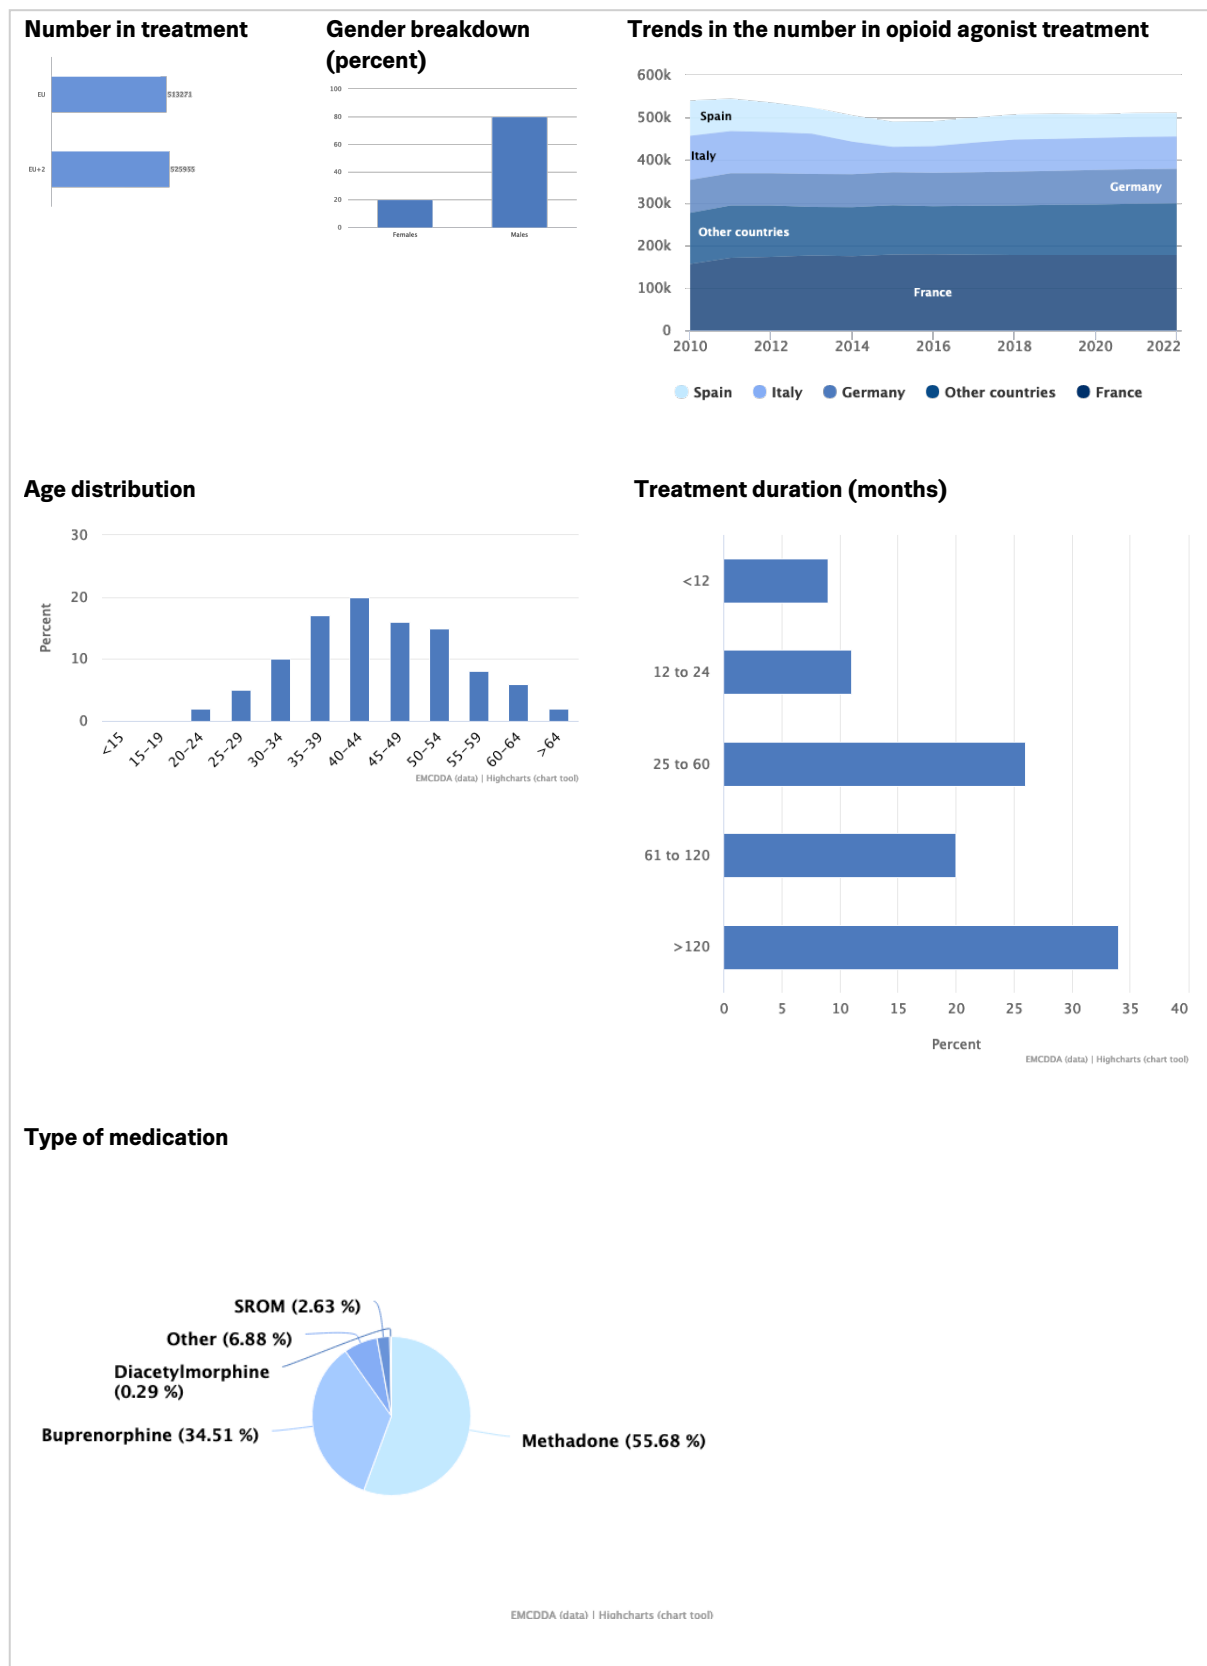 Number in treatment
EU
513271
EU+2
525955
Gender breakdown
(percent)
100
80
60
40
20
0
Females
Males
Trends in the number in opioid agonist treatment
600k
500k
400k
300k
200k
100k
0
Spain
Italy
Germany
Other countries
France
2010
2012
2014
2016
2018
2020
2022
Spain
Italy
Germany
Other countries
France
Age distribution
Percent
30
20
10
0
<15
15–19
20–24
25–29
30–34
35–39
40–44
45–49
50–54
55–59
60–64
>64
EMCDDA (data) | Highcharts (chart tool)
Treatment duration (months)
<12
12 to 24
25 to 60
61 to 120
>120
0
5
10
15
20
25
30
35
40
Percent
EMCDDA (data) | Highcharts (chart tool)
Type of medication
SROM (2.63 %)
Other (6.88 %)
Diacetylmorphine
(0.29 %)
Buprenorphine (34.51 %)
Methadone (55.68 %)
EMCDDA (data) | Highcharts (chart tool)